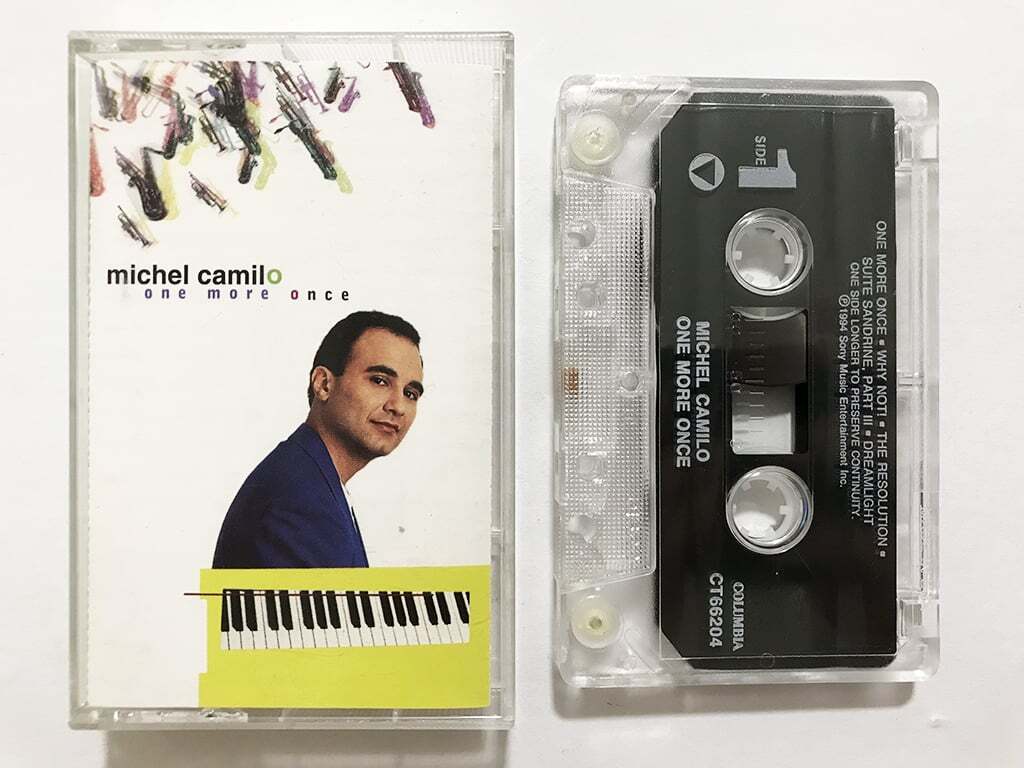 michel camilo
one more once
SIDE 1
ONE MORE ONCE ▪ WHY NOT! ▪ THE RESOLUTION ▪
SUITE SANDRINE, PART III ▪ DREAMLIGHT
ONE SIDE LONGER TO PRESERVE CONTINUITY.
℗1994 Sony Music Entertainment Inc.
MICHEL CAMILO
ONE MORE ONCE
COLUMBIA
CT66204